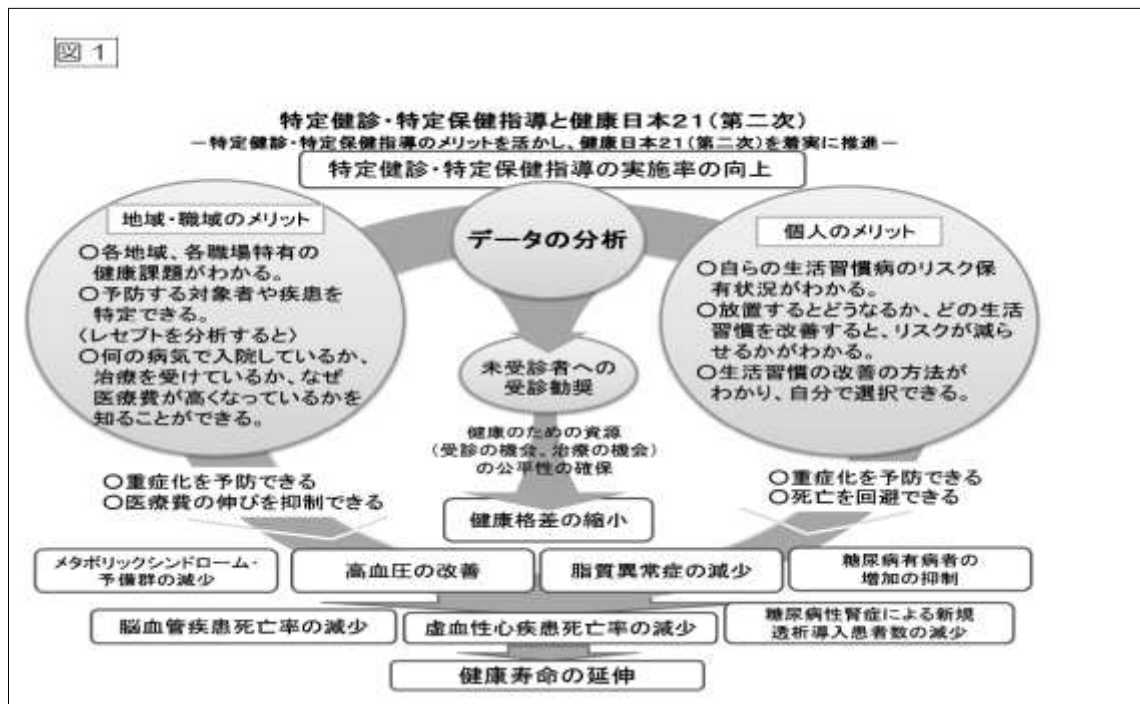 図 1
特定健診・特定保健指導と健康日本21(第二次)
－特定健診・特定保健指導のメリットを活かし、健康日本21(第二次)を着実に推進－
特定健診・特定保健指導の実施率の向上
地域・職域のメリット
○各地域、各職場特有の
健康課題がわかる。
○予防する対象者や疾患を
特定できる。
〈レセプトを分析すると〉
○何の病気で入院しているか、
治療を受けているか、なぜ
医療費が高くなっているかを
知ることができる。
データの分析
個人のメリット
○自らの生活習慣病のリスク保
有状況がわかる。
○放置するとどうなるか、どの生活
習慣を改善すると、リスクが減ら
せるかがわかる。
○生活習慣の改善の方法が
わかり、自分で選択できる。
未受診者への
受診勧奨
健康のための資源
(受診の機会、治療の機会)
の公平性の確保
○重症化を予防できる
○医療費の伸びを抑制できる
○重症化を予防できる
○死亡を回避できる
健康格差の縮小
メタボリックシンドローム・
予備群の減少
高血圧の改善
脂質異常症の減少
糖尿病有病者の
増加の抑制
脳血管疾患死亡率の減少
虚血性心疾患死亡率の減少
糖尿病性腎症による新規
透析導入患者数の減少
健康寿命の延伸